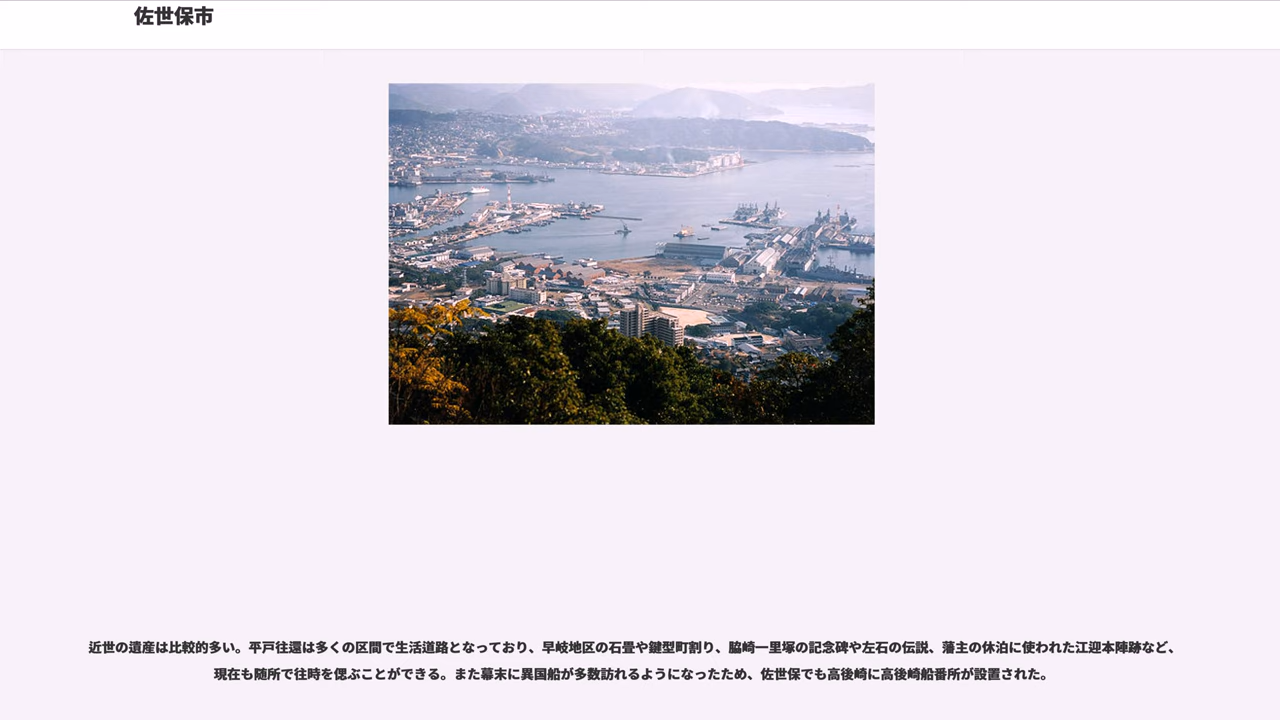 佐世保市
近世の遺産は比較的多い。平戸往還は多くの区間で生活道路となっており、早岐地区の石畳や鍵型町割り、脇崎一里塚の記念碑や左石の伝説、藩主の休泊に使われた江迎本陣跡など、
現在も随所で往時を偲ぶことができる。また幕末に異国船が多数訪れるようになったため、佐世保でも高後崎に高後崎船番所が設置された。